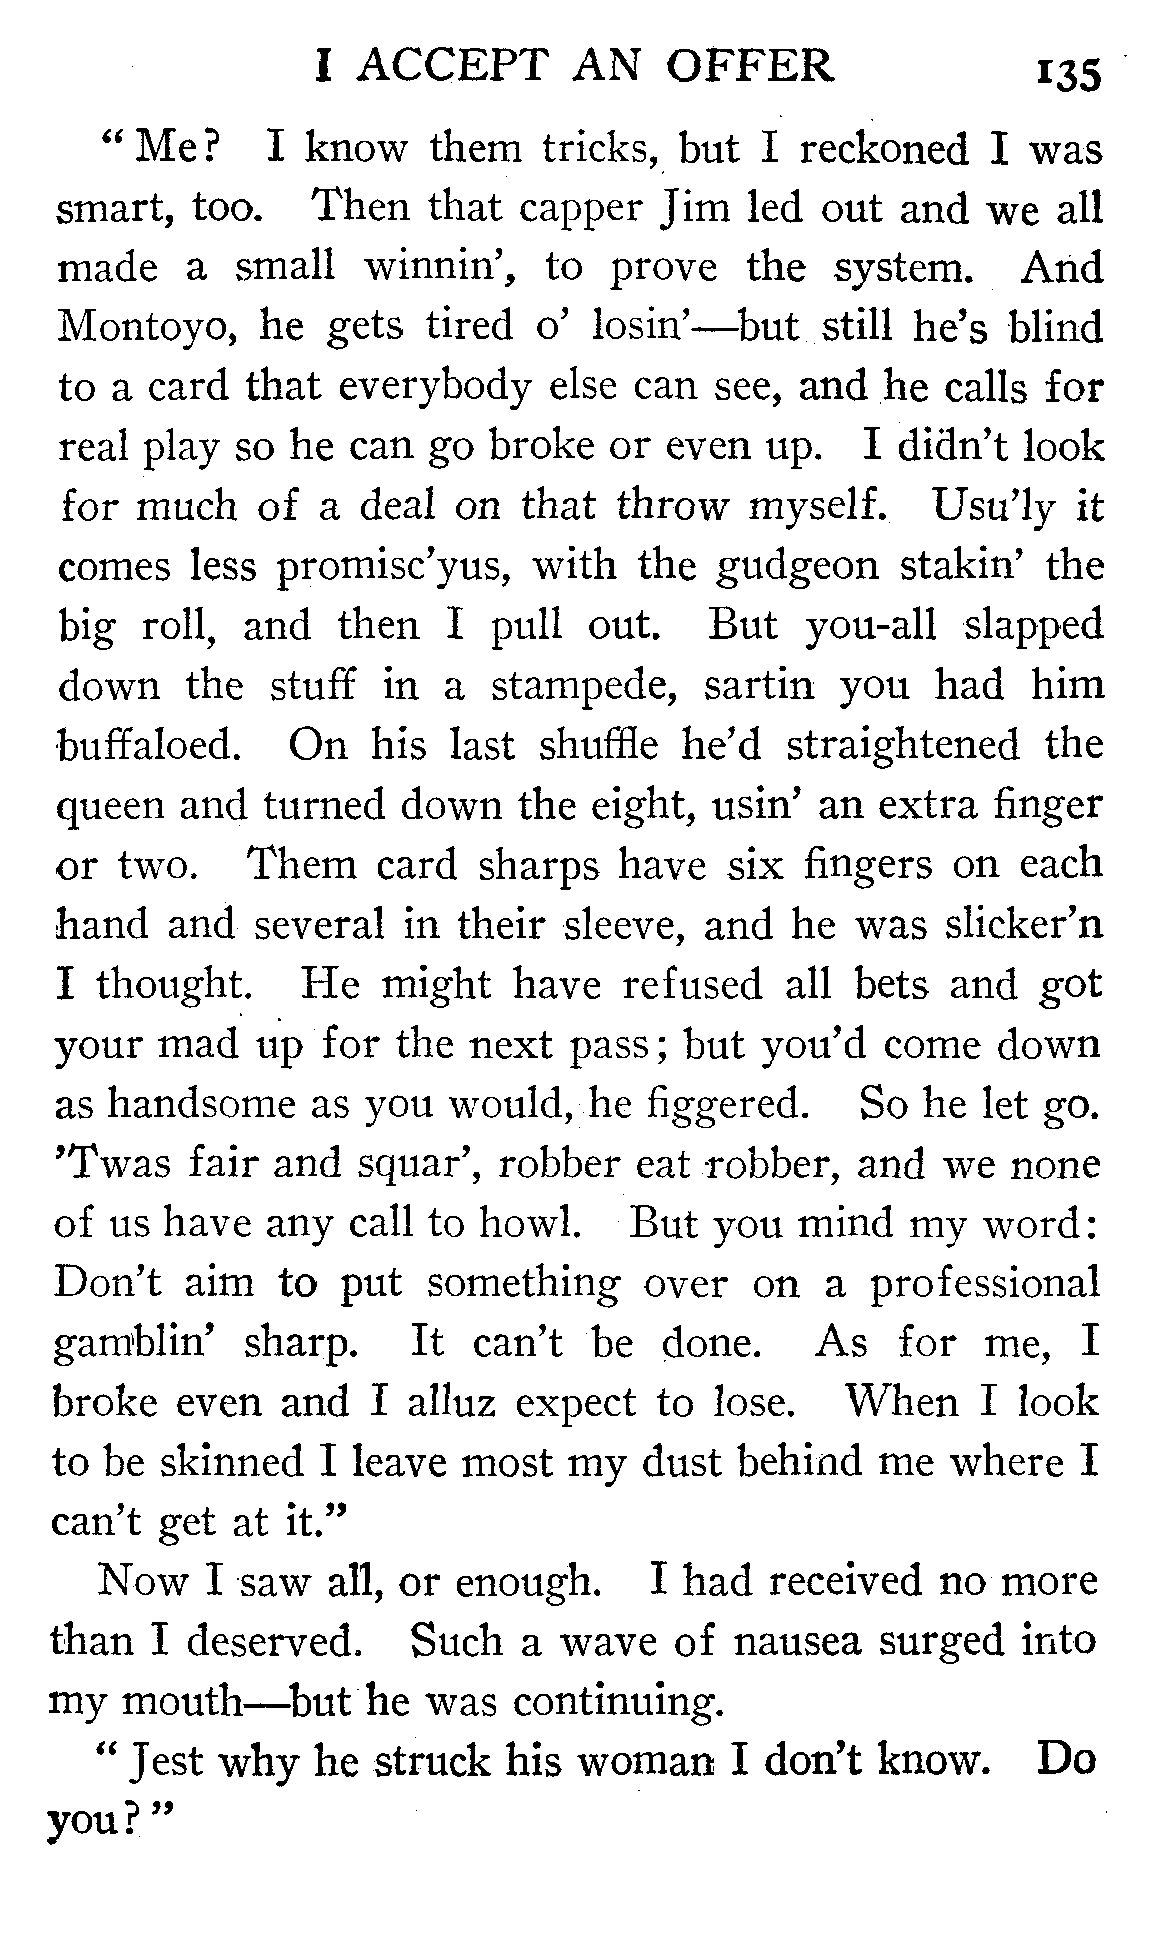 I ACCEPT AN OFFER 135
“Me? I know them tricks, but I reckoned I was
smart, too. Then that capper Jim led out and we all
made a small winnin’, to prove the system. And
Montoyo, he gets tired o’ losin’—but still he’s blind
to a card that everybody else can see, and he calls for
real play so he can go broke or even up. I didn’t look
for much of a deal on that throw myself. Usu’ly it
comes less promisc’yus, with the gudgeon stakin’ the
big roll, and then I pull out. But you-all slapped
down the stuff in a stampede, sartin you had him
buffaloed. On his last shuffle he’d straightened the
queen and turned down the eight, usin’ an extra finger
or two. Them card sharps have six fingers on each
hand and several in their sleeve, and he was slicker’n
I thought. He might have refused all bets and got
your mad up for the next pass; but you’d come down
as handsome as you would, he figgered. So he let go.
’Twas fair and squar’, robber eat robber, and we none
of us have any call to howl. But you mind my word:
Don’t aim to put something over on a professional
gamblin’ sharp. It can’t be done. As for me, I
broke even and I alluz expect to lose. When I look
to be skinned I leave most my dust behind me where I
can’t get at it.”
Now I saw all, or enough. I had received no more
than I deserved. Such a wave of nausea surged into
my mouth—but he was continuing.
“Jest why he struck his woman I don’t know. Do
you?”